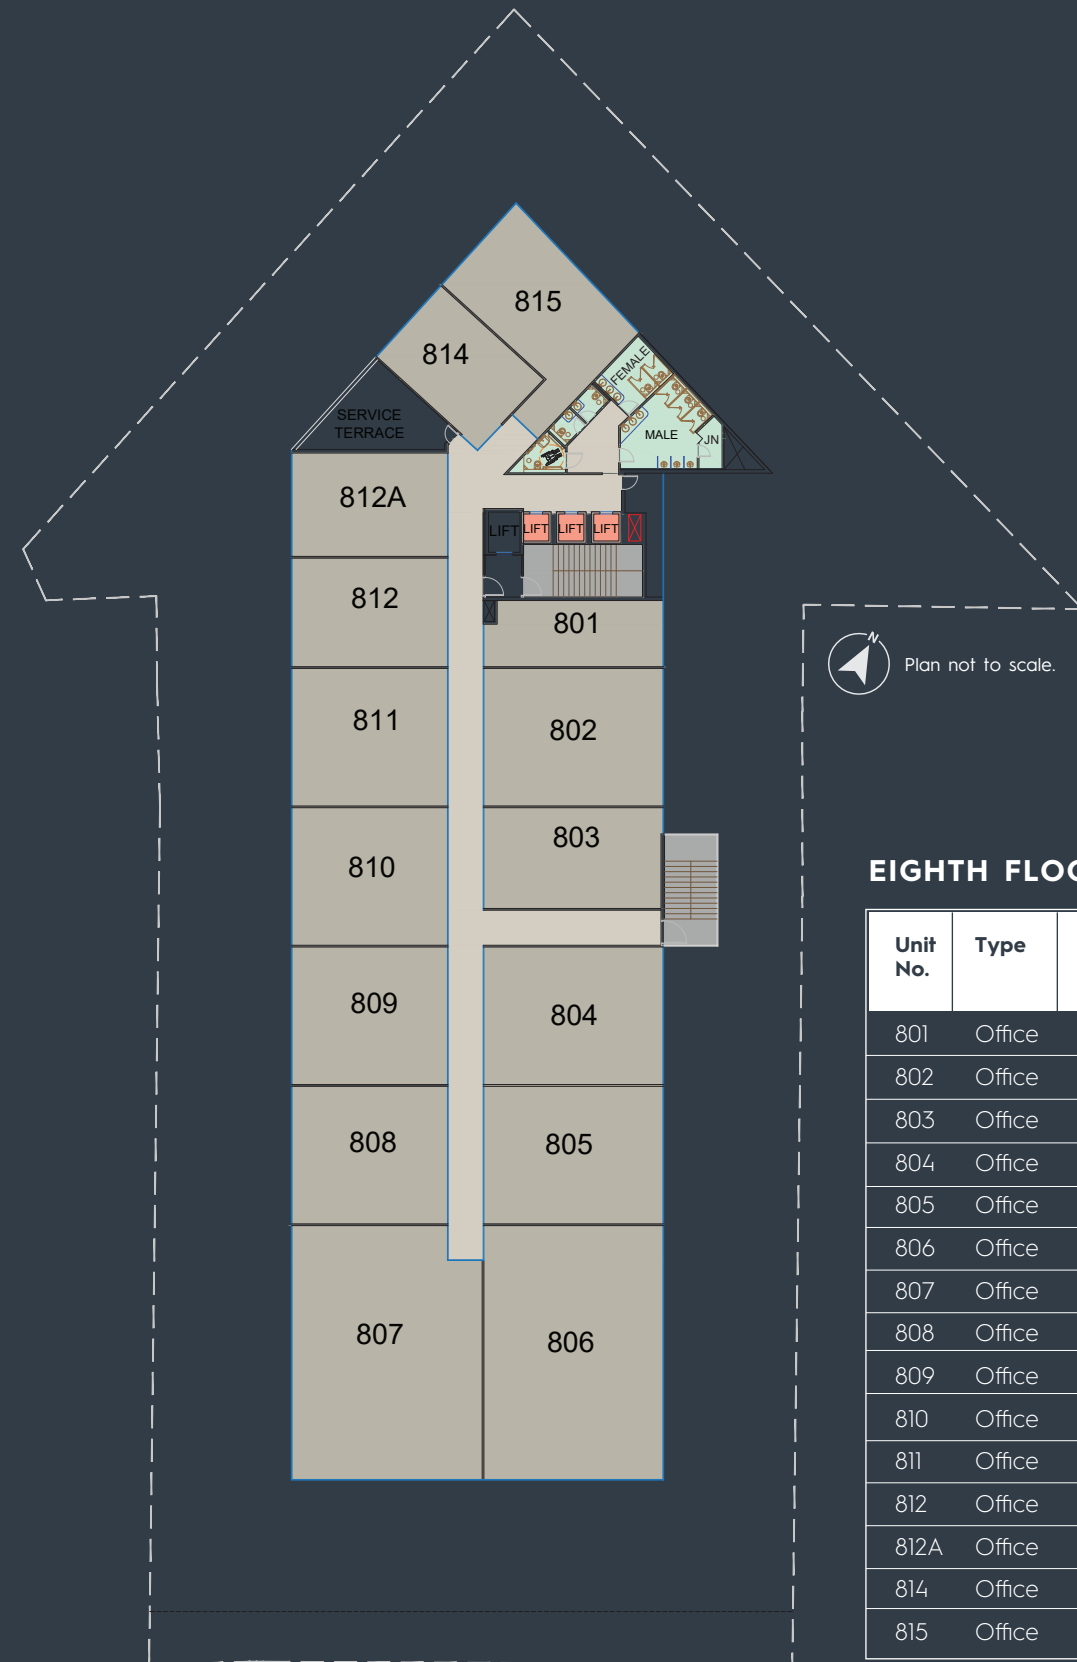 815
814
FEMALE
SERVICE
TERRACE
MALE
JN
812A
LIFT
LIFT
LIFT
LIFT
812
801
811
802
810
803
809
804
808
805
807
806
N
Plan not to scale.
EIGHTH FLOO
Unit No. Type
801 Office
802 Office
803 Office
804 Office
805 Office
806 Office
807 Office
808 Office
809 Office
810 Office
811 Office
812 Office
812A Office
814 Office
815 Office